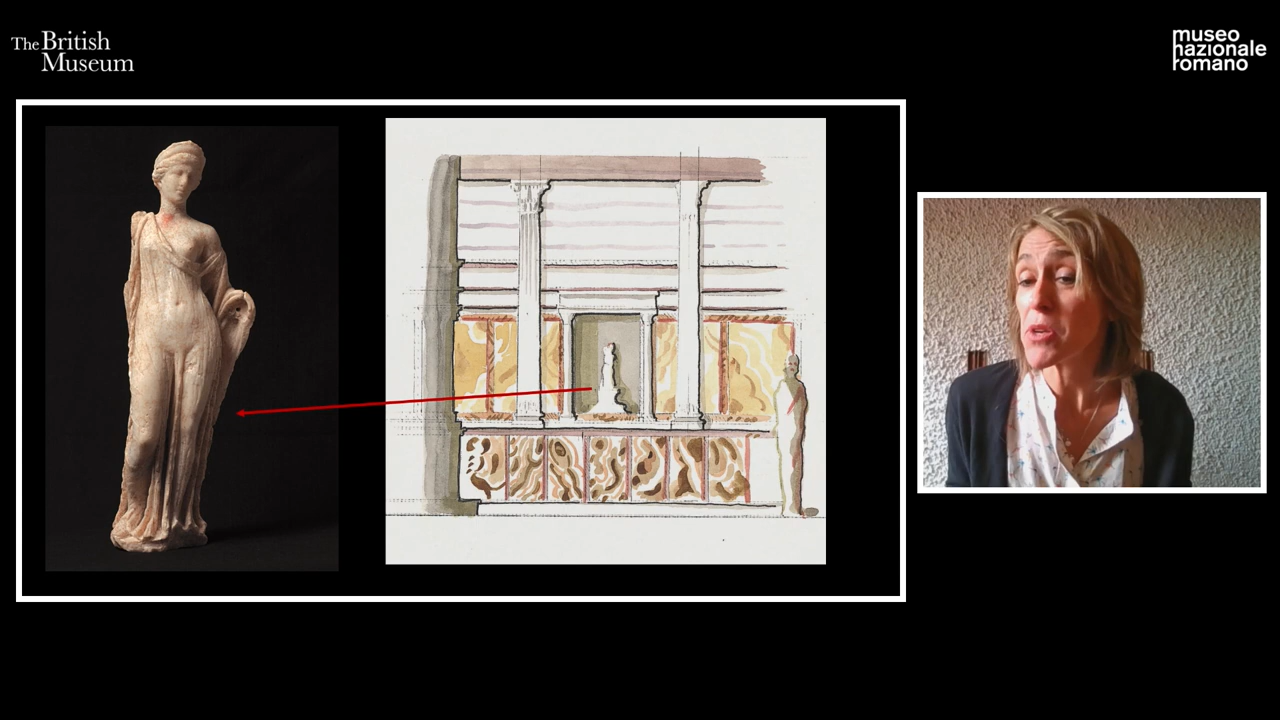 The British
Museum
museo
nazionale
romano